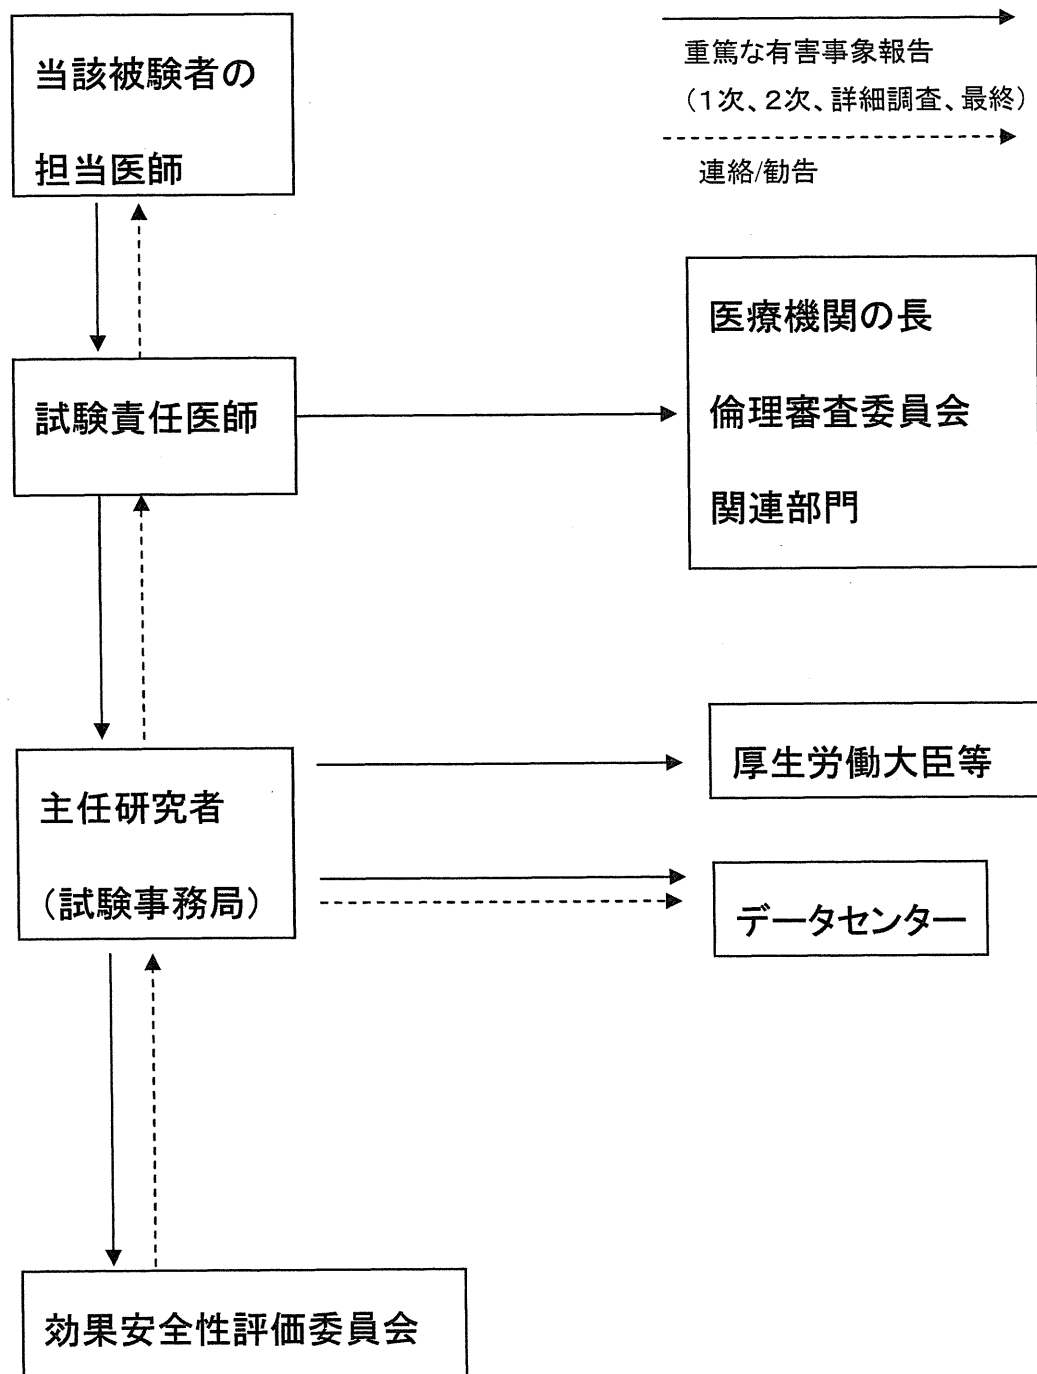 当該被験者の
担当医師
重篤な有害事象報告
（１次、２次、詳細調査、最終）
連絡/勧告
試験責任医師
医療機関の長
倫理審査委員会
関連部門
主任研究者
（試験事務局）
厚生労働大臣等
データセンター
効果安全性評価委員会